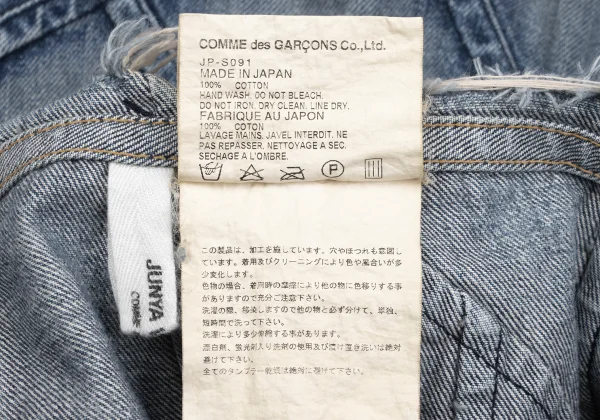 COMME des GARÇONS Co.,Ltd.
JP-S091
MADE IN JAPAN
100% COTTON
HAND WASH. DO NOT BLEACH.
DO NOT IRON. DRY CLEAN. LINE DRY.
FABRIQUE AU JAPON
100% COTON
LAVAGE MAINS. JAVEL INTERDIT. NE
PAS REPASSER. NETTOYAGE A SEC.
SECHAGE A L'OMBRE.
P
この製品は、加工を施しています。穴やほつれも意図し
ています。着用及びクリーニングにより色や風合いが多
少変化します。
色物の場合、着用時の摩擦により他の物に色移りする事
がありますので充分ご注意下さい。
洗濯の際、移染しますので他の物と必ず分けて、単独、
短時間で洗って下さい。
洗濯により多少伸縮する事があります。
漂白剤、蛍光剤入り洗剤の使用及び漬け置き洗いは絶対
避けて下さい。
全てのタンブラー乾燥は絶対に避けて下さい。
JUNYA
COMME